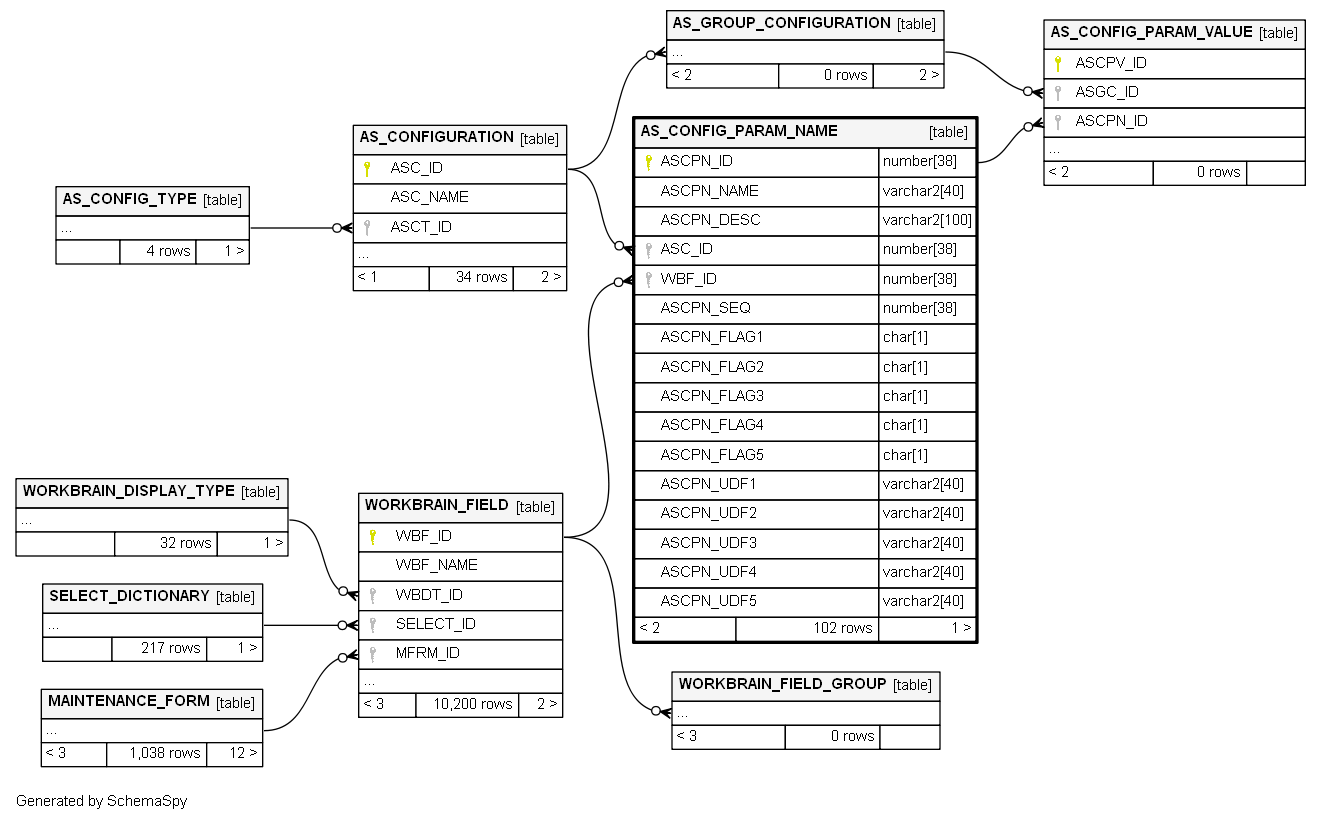 AS_GROUP_CONFIGURATION [table]
...
< 2 0 rows 2 >
AS_CONFIG_PARAM_VALUE [table]
ASCPV_ID
ASGC_ID
ASCPN_ID
...
< 2 0 rows
AS_CONFIGURATION [table]
ASC_ID
ASC_NAME
ASCT_ID
...
< 1 34 rows 2 >
AS_CONFIG_TYPE [table]
...
4 rows 1 >
AS_CONFIG_PARAM_NAME [table]
ASCPN_ID number[38]
ASCPN_NAME varchar2[40]
ASCPN_DESC varchar2[100]
ASC_ID number[38]
WBF_ID number[38]
ASCPN_SEQ number[38]
ASCPN_FLAG1 char[1]
ASCPN_FLAG2 char[1]
ASCPN_FLAG3 char[1]
ASCPN_FLAG4 char[1]
ASCPN_FLAG5 char[1]
ASCPN_UDF1 varchar2[40]
ASCPN_UDF2 varchar2[40]
ASCPN_UDF3 varchar2[40]
ASCPN_UDF4 varchar2[40]
ASCPN_UDF5 varchar2[40]
< 2 102 rows 1 >
WORKBRAIN_DISPLAY_TYPE [table]
...
32 rows 1 >
SELECT_DICTIONARY [table]
...
217 rows 1 >
MAINTENANCE_FORM [table]
...
< 3 1,038 rows 12 >
WORKBRAIN_FIELD [table]
WBF_ID
WBF_NAME
WBDT_ID
SELECT_ID
MFRM_ID
...
< 3 10,200 rows 2 >
WORKBRAIN_FIELD_GROUP [table]
...
< 3 0 rows
Generated by SchemaSpy